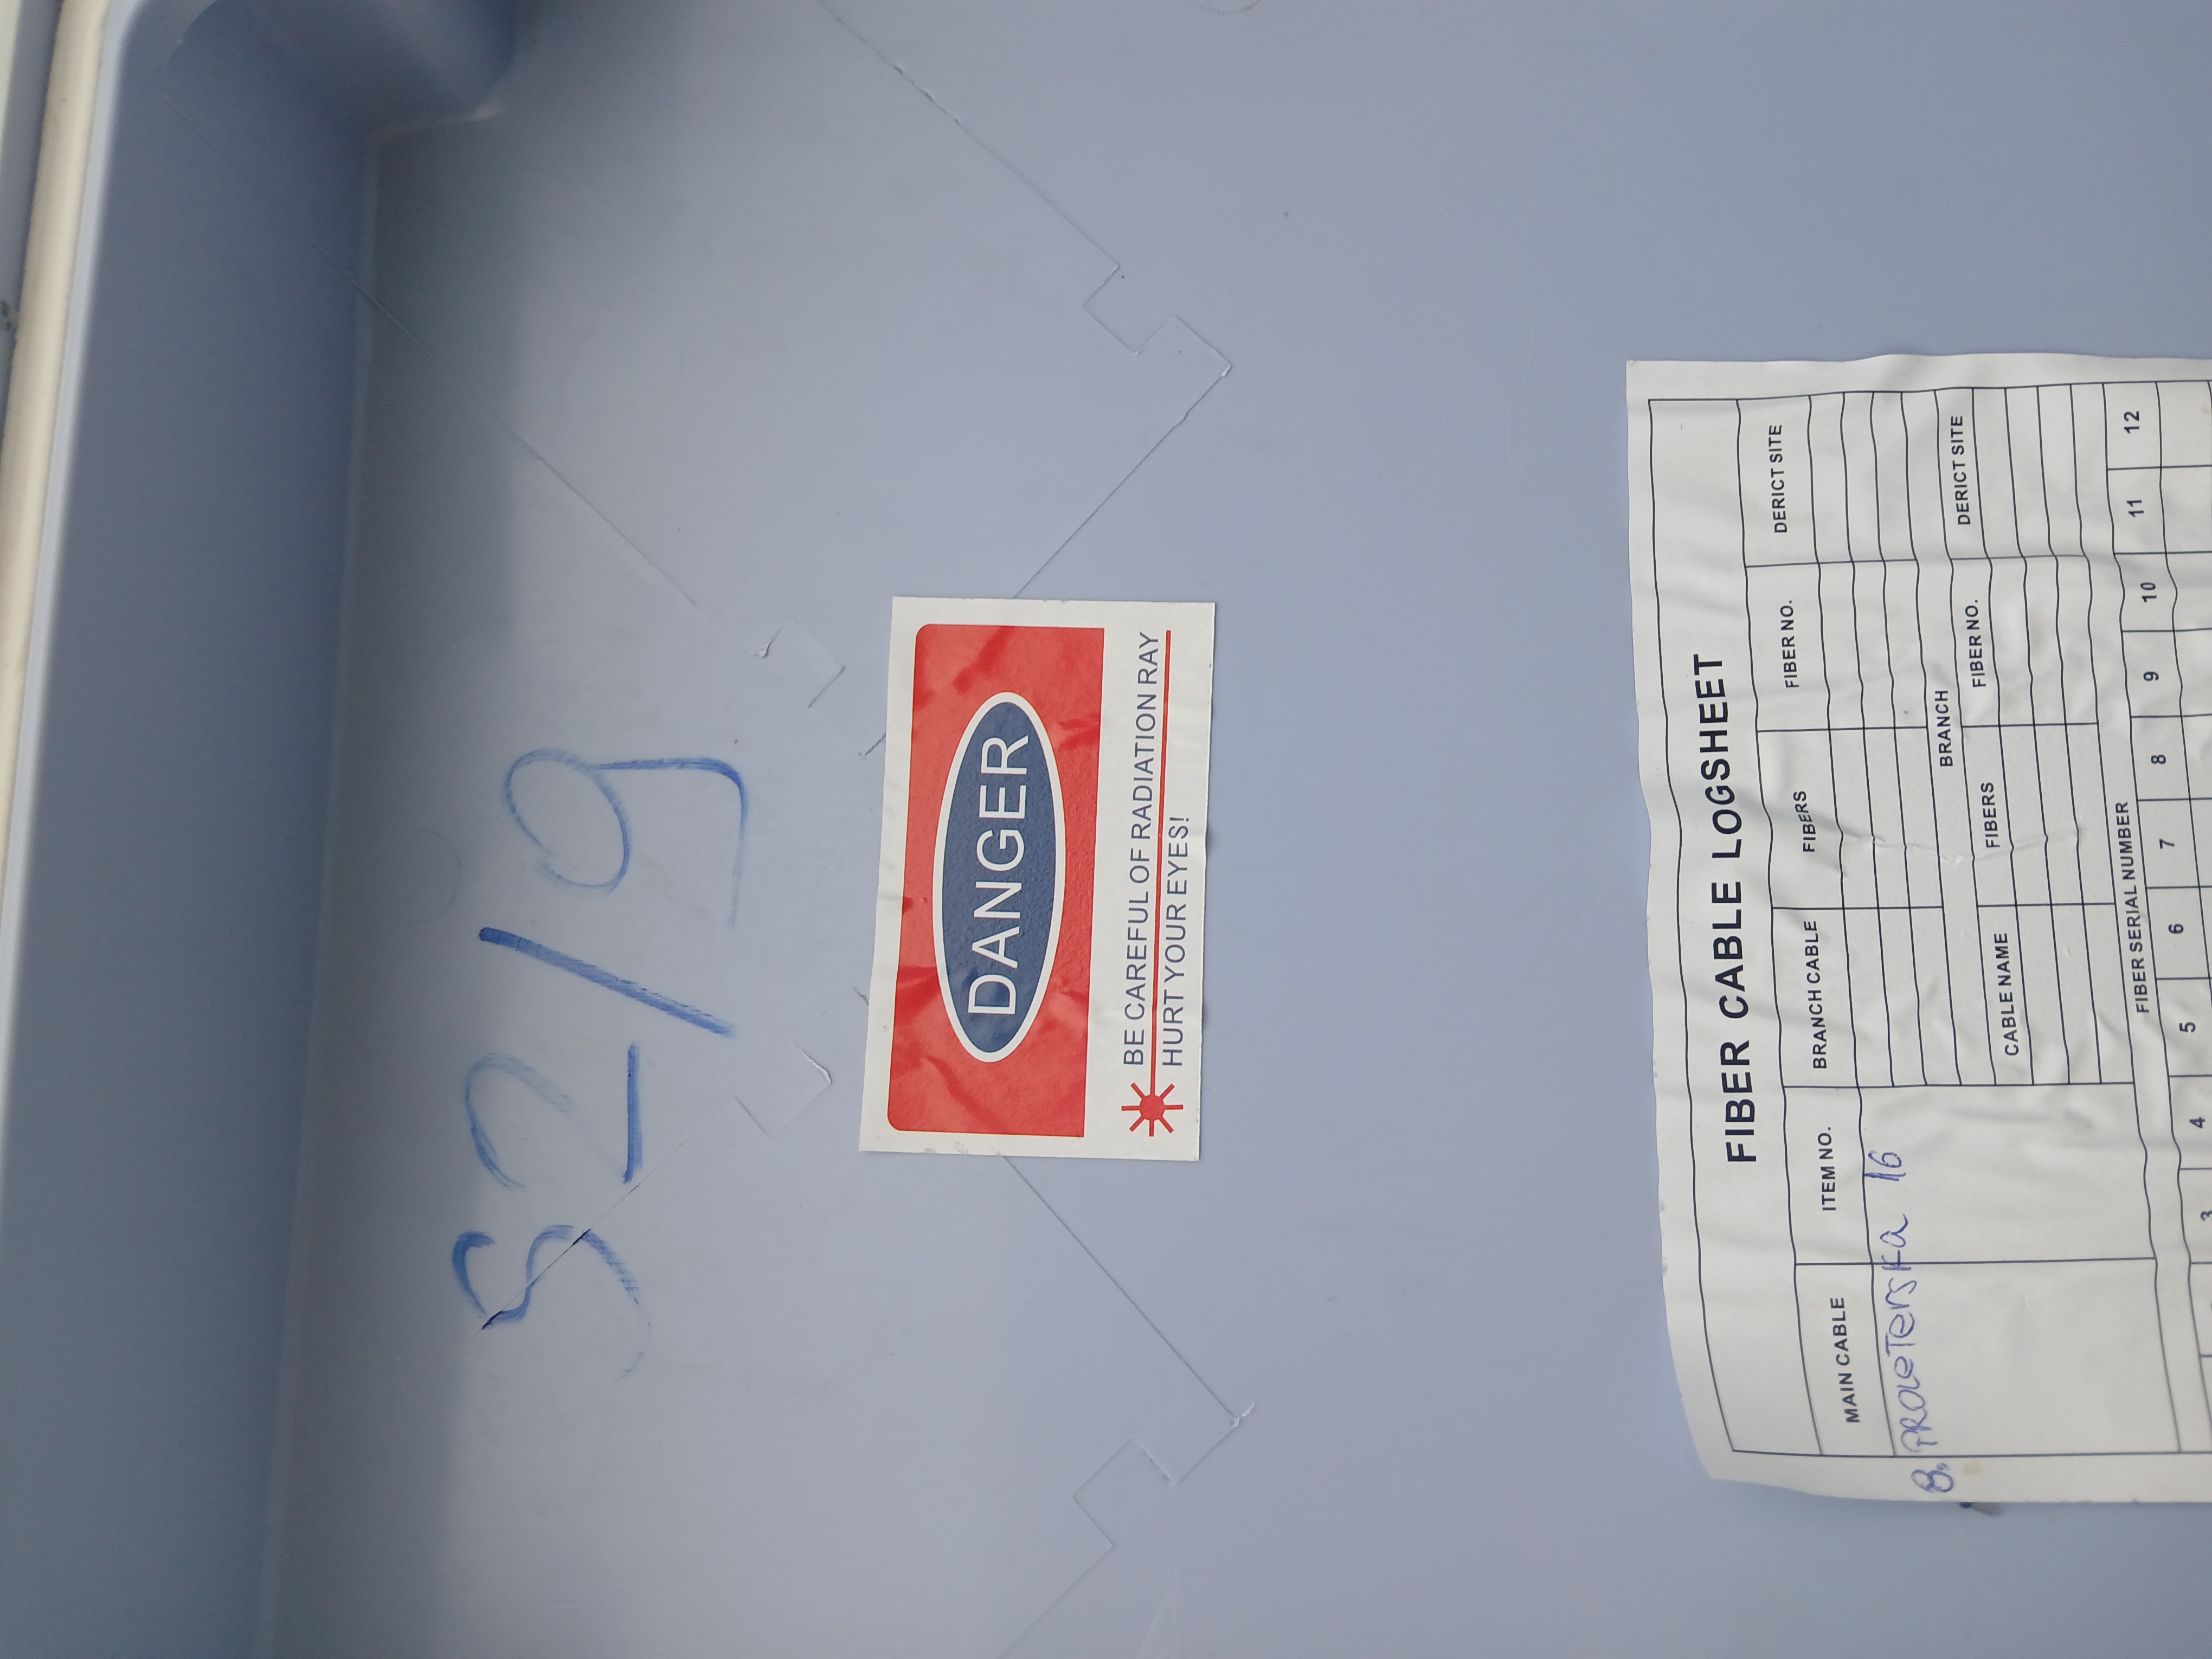 S2/9
DANGER
BE CAREFUL OF RADIATION RAY
HURT YOUR EYES!
FIBER CABLE LOGSHEET
MAIN CABLE ITEM NO. BRANCH CABLE FIBERS FIBER NO. DERICT SITE
B. PROLeTeRSKa 16
BRANCH
CABLE NAME FIBERS FIBER NO. DERICT SITE
FIBER SERIAL NUMBER
3 4 5 6 7 8 9 10 11 12